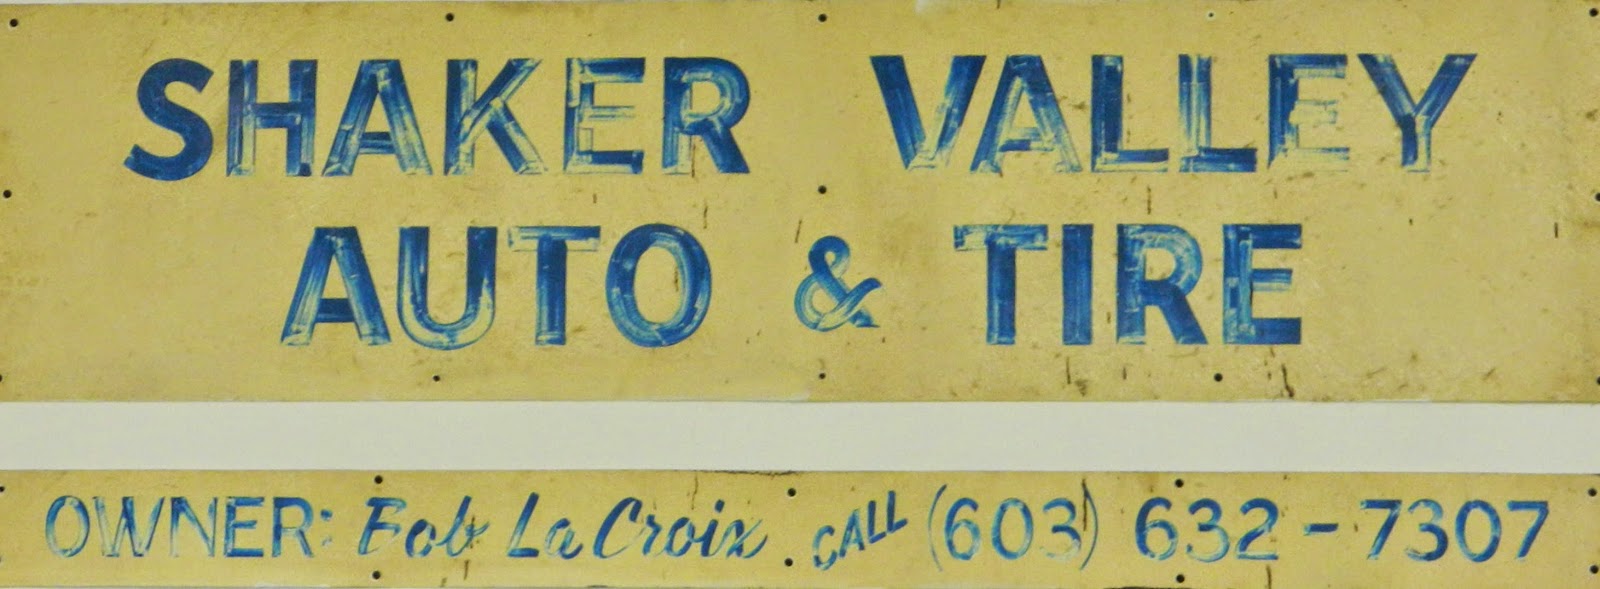 SHAKER VALLEY
AUTO & TIRE
OWNER: Bob LaCroix CALL (603) 632-7307